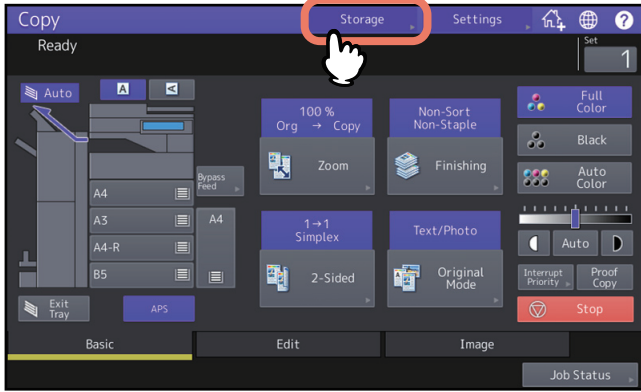 Copy
Storage
Settings
?
Ready
Set
1
Auto
A
A
100 %
Org → Copy
Zoom
Non-Sort
Non-Staple
Finishing
Full
Color
Black
Auto
Color
Bypass
Feed
A4
A3
A4-R
B5
A4
1→1
Simplex
2-Sided
Text/Photo
Original
Mode
Auto
Interrupt
Priority
Proof
Copy
Exit
Tray
APS
Stop
Basic
Edit
Image
Job Status